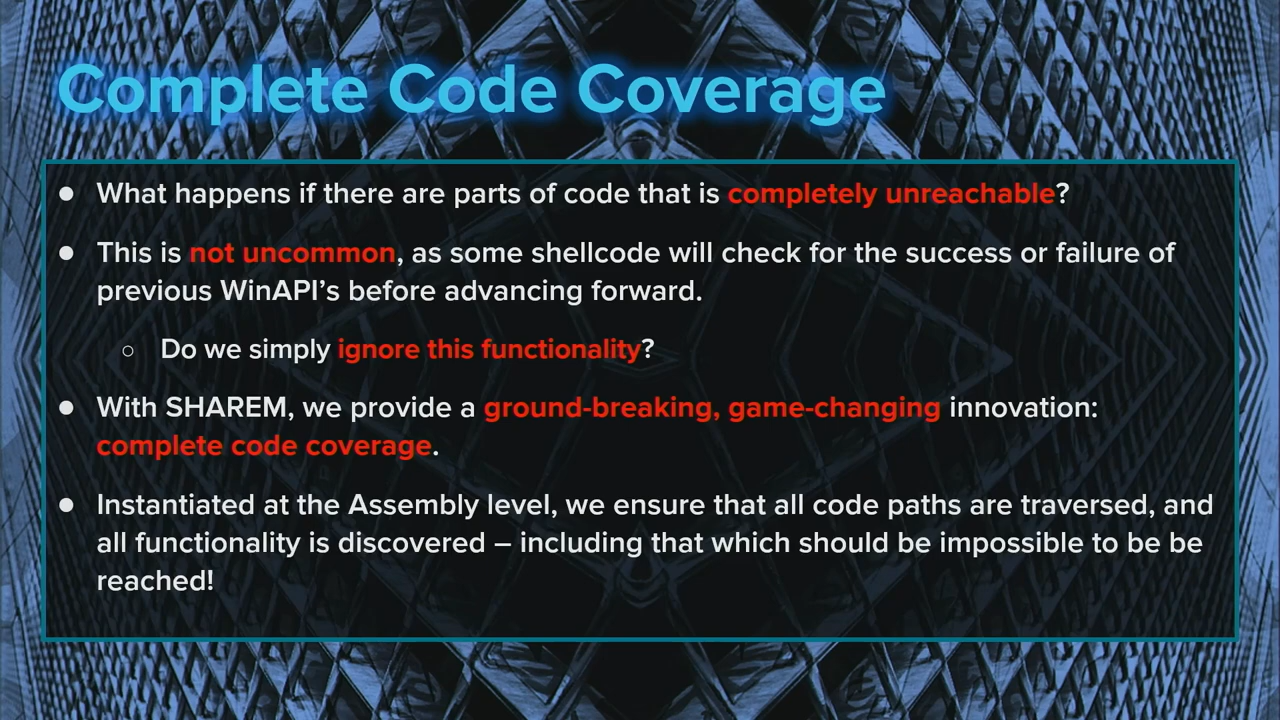 Complete Code Coverage
● What happens if there are parts of code that is completely unreachable?
● This is not uncommon, as some shellcode will check for the success or failure of
previous WinAPI’s before advancing forward.
○ Do we simply ignore this functionality?
● With SHAREM, we provide a ground-breaking, game-changing innovation:
complete code coverage.
● Instantiated at the Assembly level, we ensure that all code paths are traversed, and
all functionality is discovered – including that which should be impossible to be be
reached!